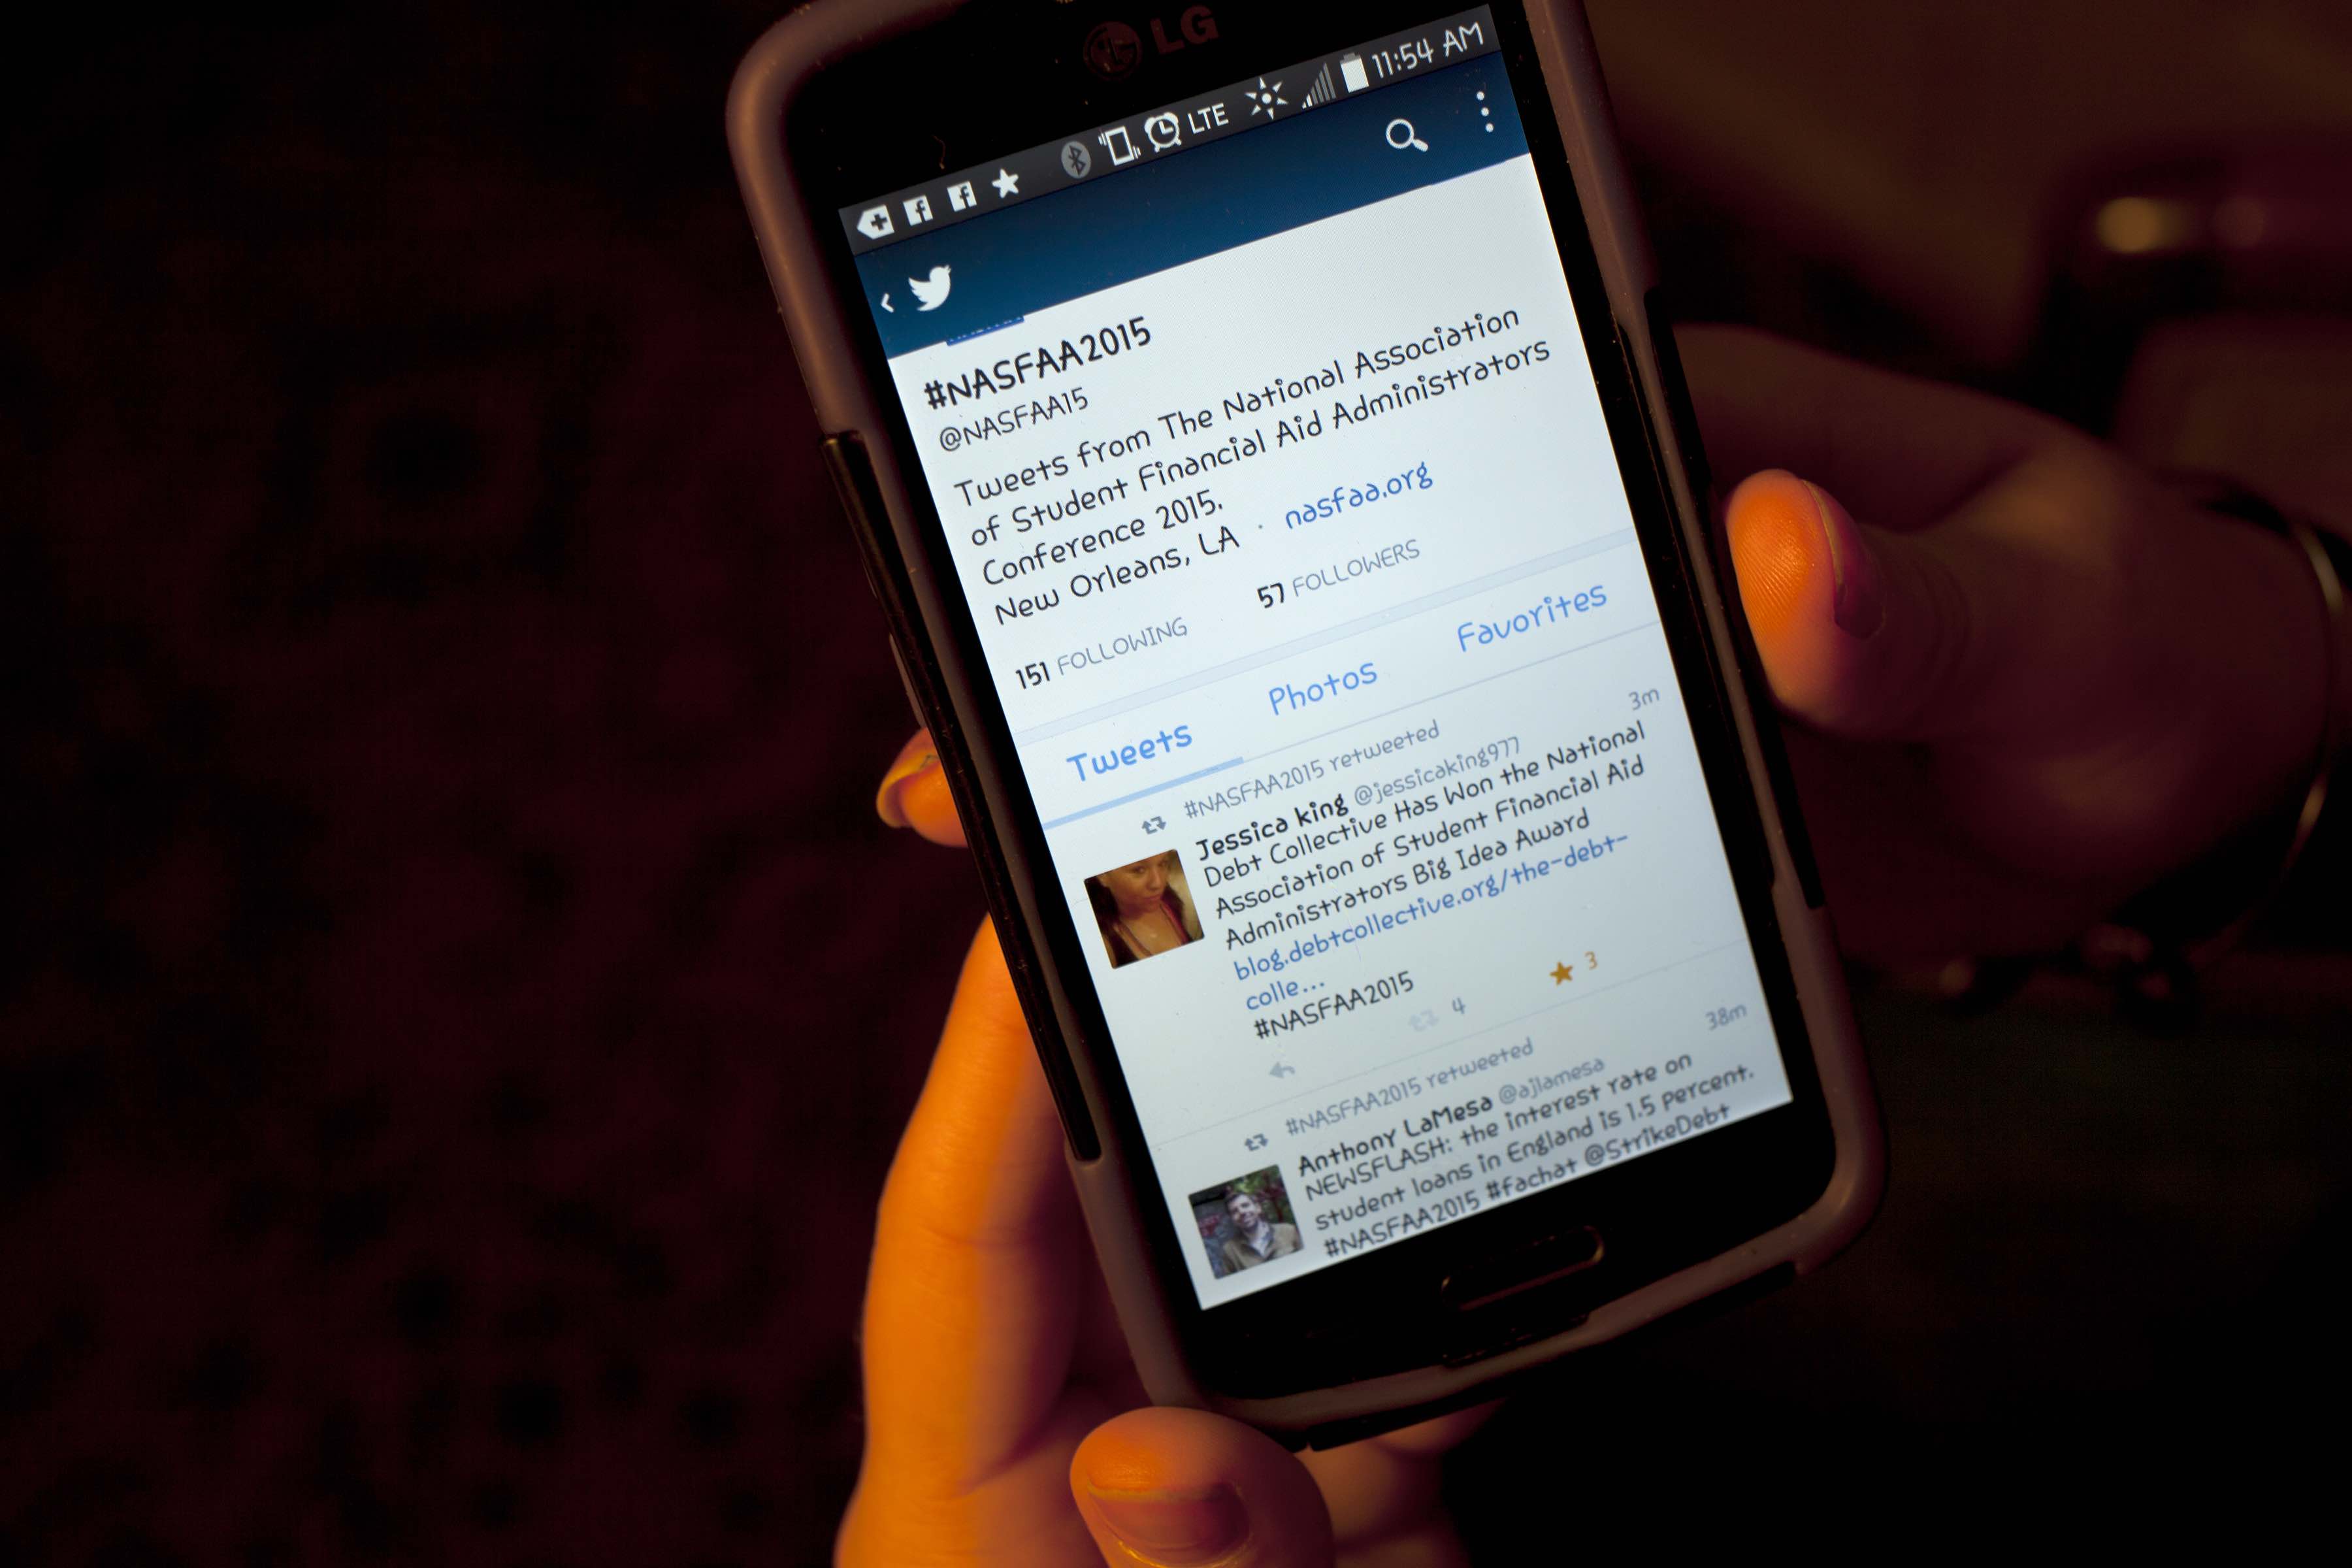 LG
LTE 11:54 AM
#NASFAA2015
@NASFAA15
Tweets from The National Association
of Student Financial Aid Administrators
Conference 2015.
New Orleans, LA · nasfaa.org
151 FOLLOWING 57 FOLLOWERS
Tweets Photos Favorites
#NASFAA2015 retweeted
Jessica king @jessicaking977 3m
Debt Collective Has Won the National
Association of Student Financial Aid
Administrators Big Idea Award
blog.debtcollective.org/the-debt-
colle...
#NASFAA2015
4 3
#NASFAA2015 retweeted
Anthony LaMesa @ajlamesa 38m
NEWSFLASH: the interest rate on
student loans in England is 1.5 percent.
#NASFAA2015 #fachat @StrikeDebt